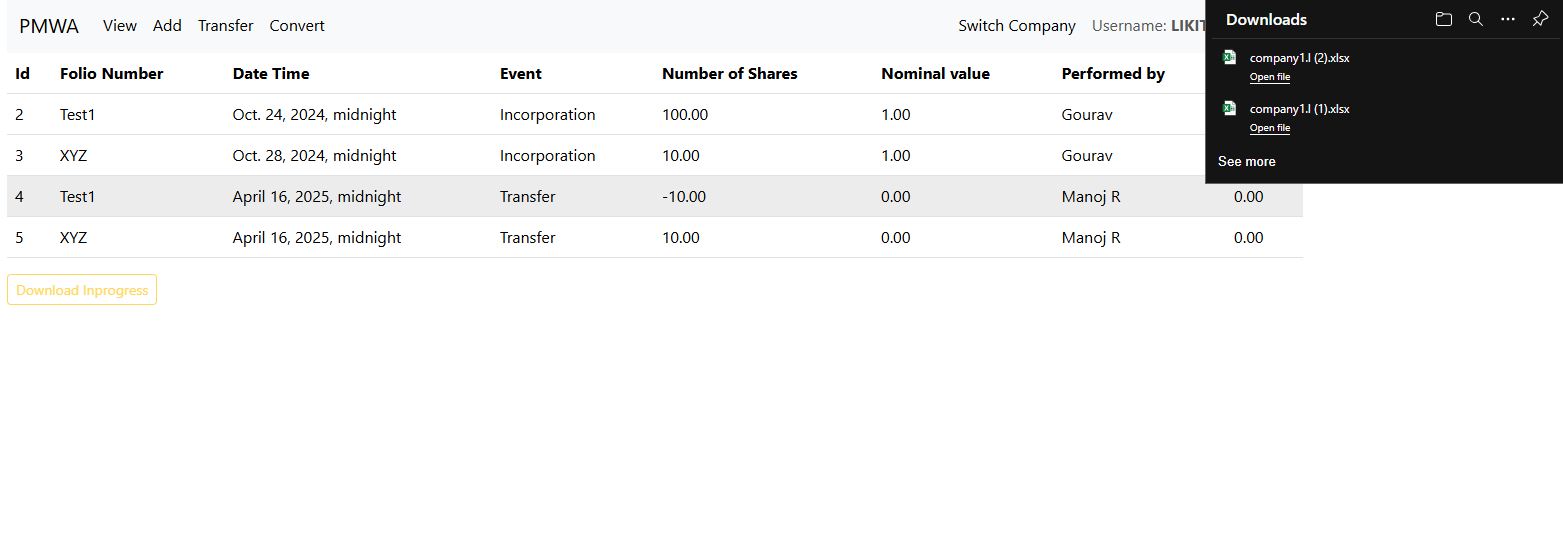 PMWA View Add Transfer Convert Switch Company Username: LIKIT
Downloads
company1.l (2).xlsx
Open file
company1.l (1).xlsx
Open file
See more
Id Folio Number Date Time Event Number of Shares Nominal value Performed by
2 Test1 Oct. 24, 2024, midnight Incorporation 100.00 1.00 Gourav
3 XYZ Oct. 28, 2024, midnight Incorporation 10.00 1.00 Gourav
4 Test1 April 16, 2025, midnight Transfer -10.00 0.00 Manoj R 0.00
5 XYZ April 16, 2025, midnight Transfer 10.00 0.00 Manoj R 0.00
Download Inprogress